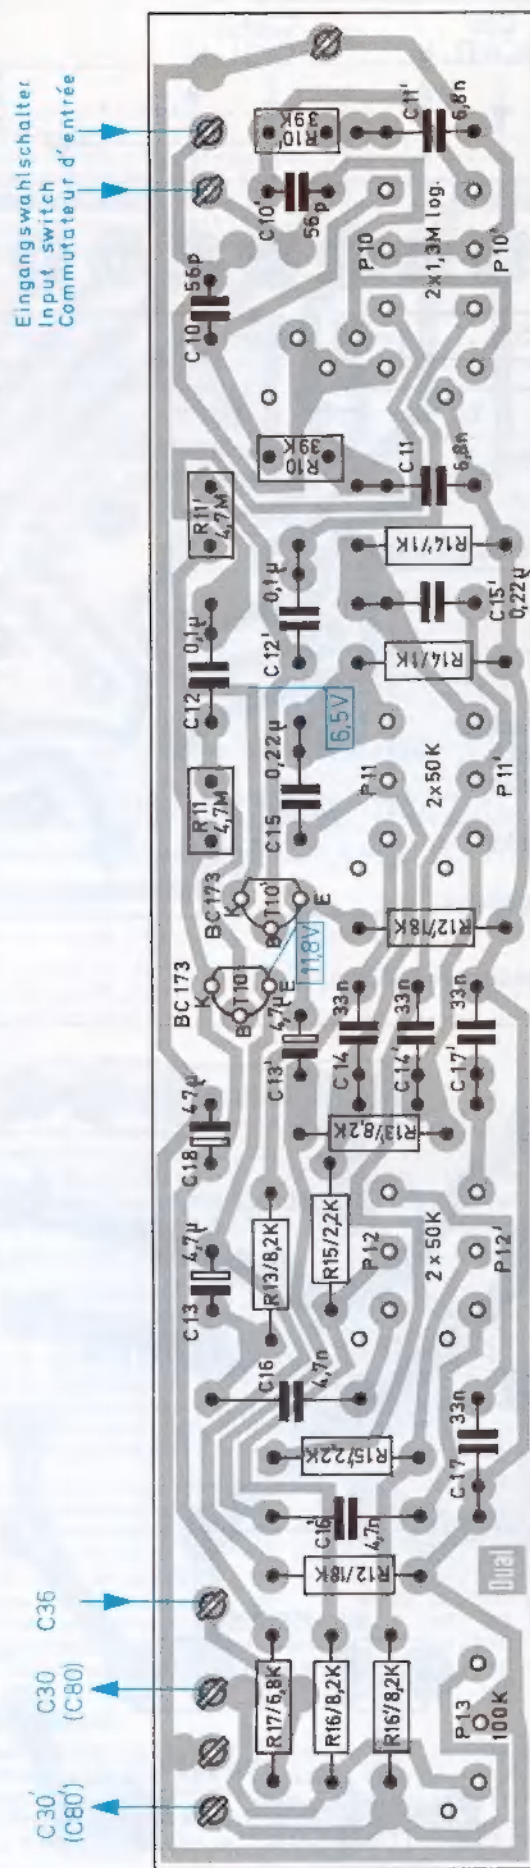 Eingangswahlschalter
Input switch
Commutateur d'entrée
R10'
39K
C11'
6,8n
C10'
56p
P10
2x1,3M log.
P10'
C10
56p
R10
39K
C11
6,8n
R11'
4,7M
R14'/1K
0,1µ
C12
0,1µ
C12'
C15'
0,22µ
R14/1K
6,5V
R11
4,7M
0,22µ
C15
P11
2x50K
P11'
BC173
K
T10'
B
E
R12'/18K
BC173
K
T10
B
E
11,8V
4,7µ
C13'
33n
C14
33n
C14'
33n
C17'
47µ
C18
R13'/8,2K
4,7µ
C13
R13/8,2K
R15/2,2K
P12
2x50K
P12'
C16
4,7n
R15'/2,2K
33n
C17
C16'
4,7n
R12/18K
Dual
C36
C30
(C80)
C30'
(C80')
R17/6,8K
R16/8,2K
R16'/8,2K
P13
100K